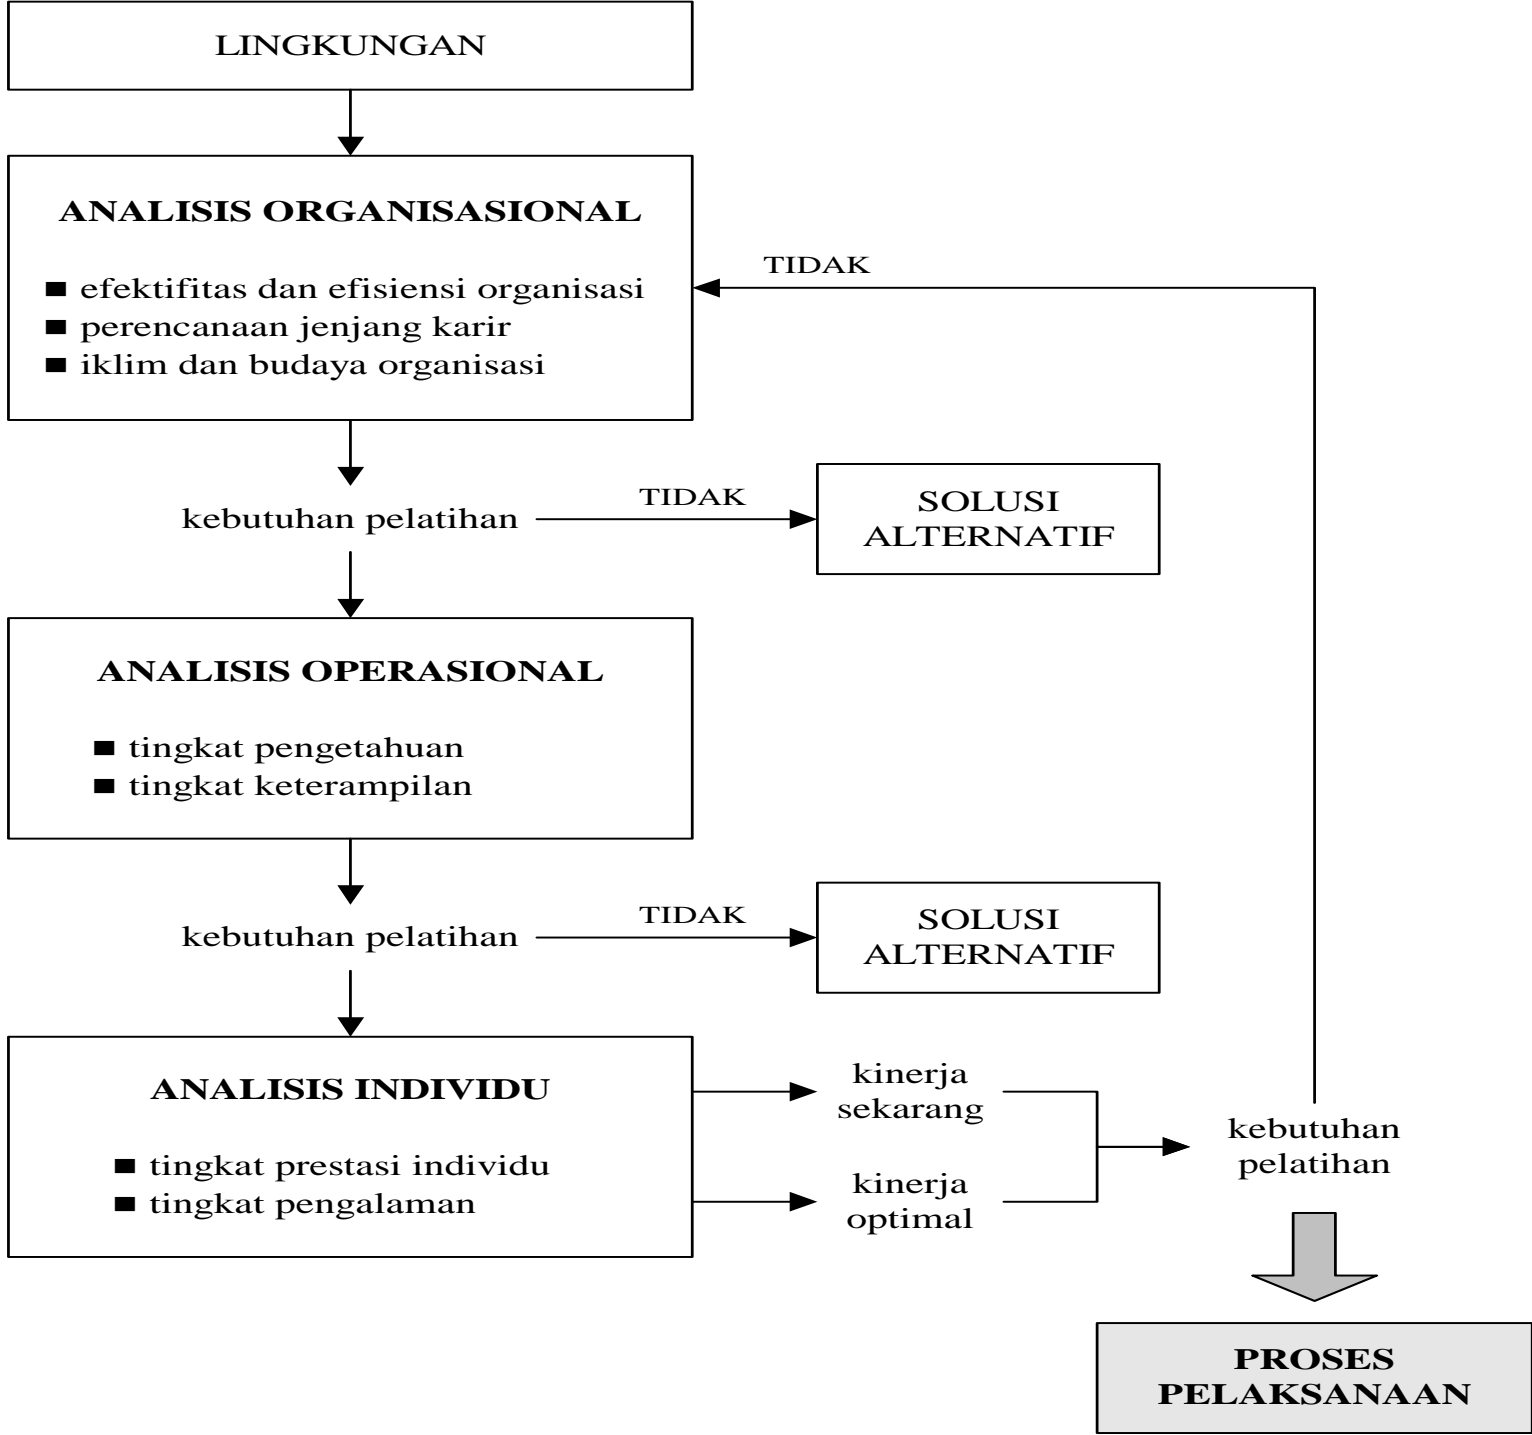 LINGKUNGAN
ANALISIS ORGANISASIONAL
TIDAK
■ efektifitas dan efisiensi organisasi
■ perencanaan jenjang karir
■ iklim dan budaya organisasi
kebutuhan pelatihan
TIDAK
SOLUSI
ALTERNATIF
ANALISIS OPERASIONAL
■ tingkat pengetahuan
■ tingkat keterampilan
kebutuhan pelatihan
TIDAK
SOLUSI
ALTERNATIF
ANALISIS INDIVIDU
■ tingkat prestasi individu
■ tingkat pengalaman
kinerja
sekarang
kinerja
optimal
kebutuhan
pelatihan
PROSES
PELAKSANAAN